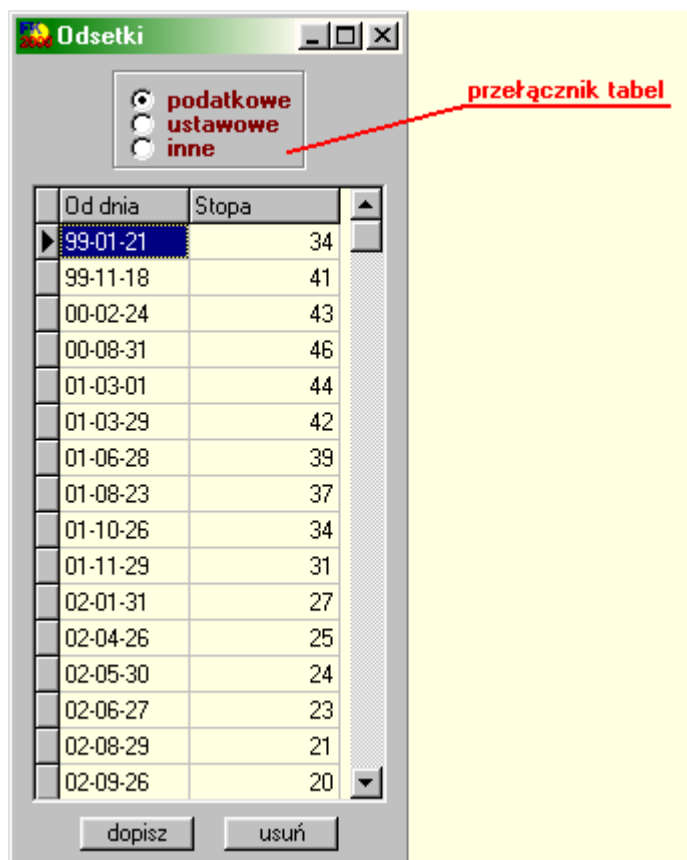 Odsetki
podatkowe
ustawowe
inne
przełącznik tabel
Od dnia Stopa
99-01-21 34
99-11-18 41
00-02-24 43
00-08-31 46
01-03-01 44
01-03-29 42
01-06-28 39
01-08-23 37
01-10-26 34
01-11-29 31
02-01-31 27
02-04-26 25
02-05-30 24
02-06-27 23
02-08-29 21
02-09-26 20
dopisz usuń